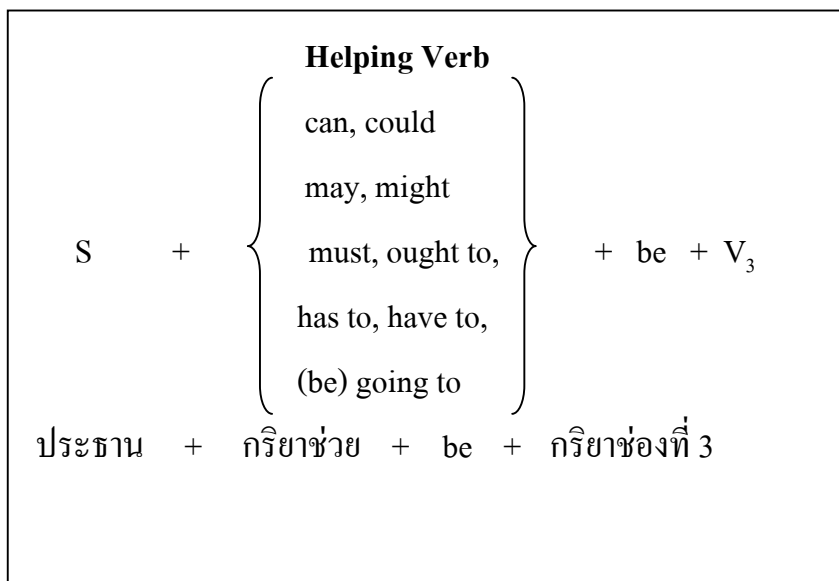 Helping Verb
can, could
may, might
S + must, ought to, + be + V₃
has to, have to,
(be) going to
ประธาน + กริยาช่วย + be + กริยาช่องที่ 3